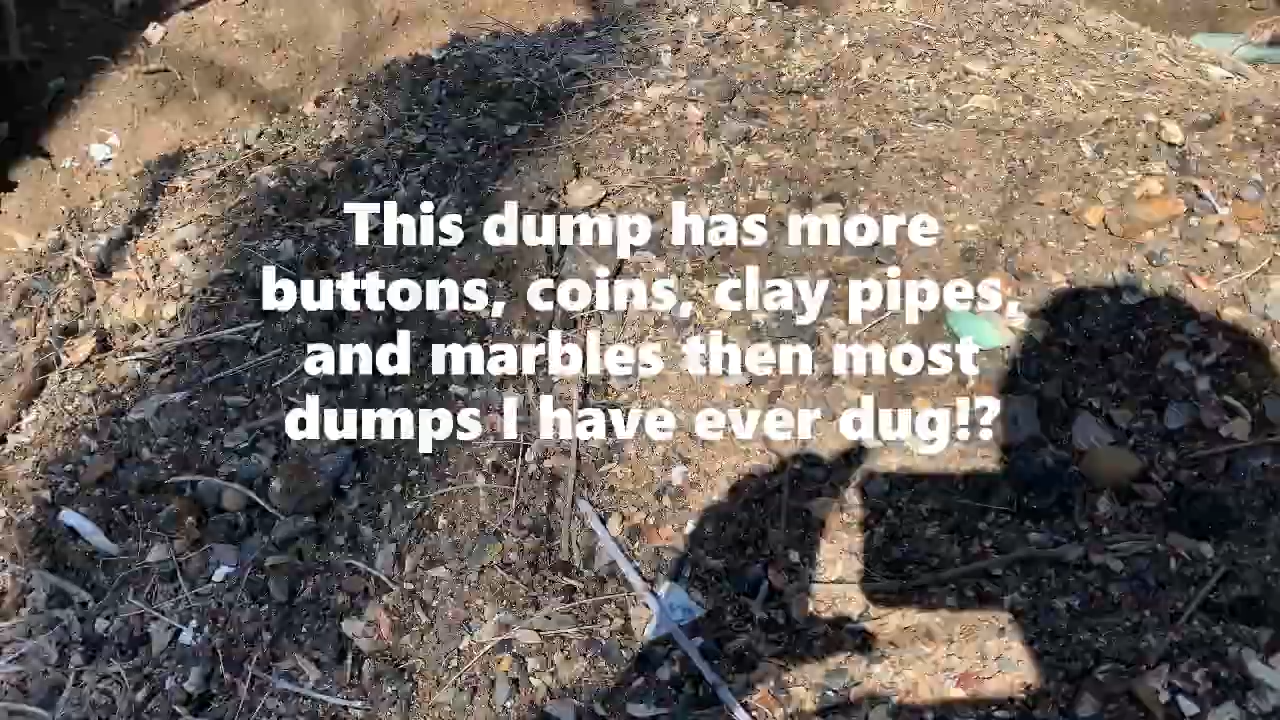 This dump has more
buttons, coins, clay pipes,
and marbles then most
dumps I have ever dug!?